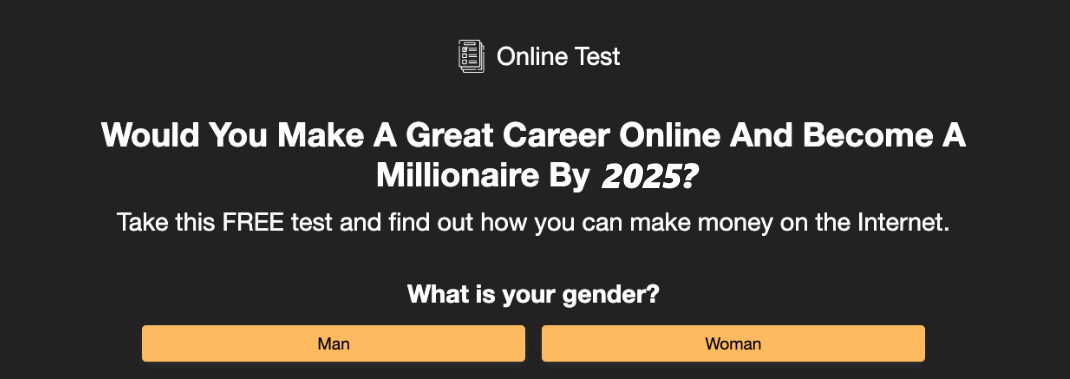 Online Test
Would You Make A Great Career Online And Become A
Millionaire By 2025?
Take this FREE test and find out how you can make money on the Internet.
What is your gender?
Man
Woman